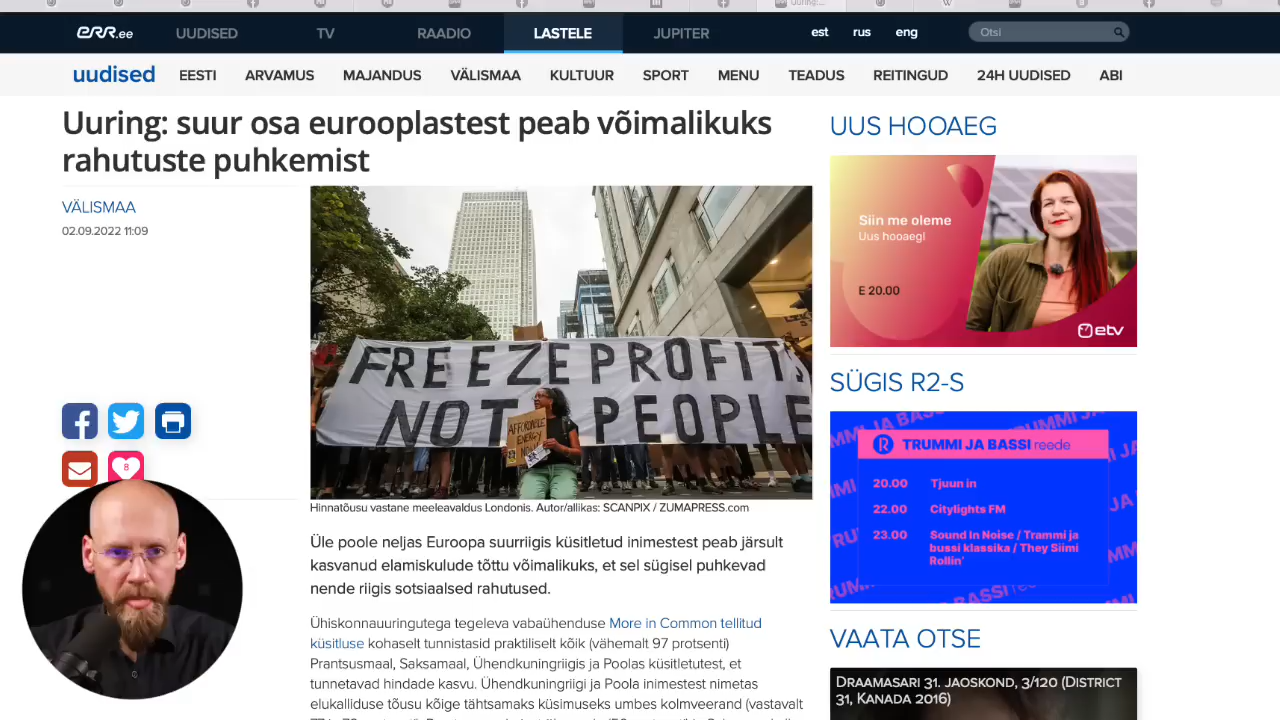 Uuring:...
err.ee
UUDISED
TV
RAADIO
LASTELE
JUPITER
est
rus
eng
Otsi
uudised
EESTI
ARVAMUS
MAJANDUS
VÄLISMAA
KULTUUR
SPORT
MENU
TEADUS
REITINGUD
24H UUDISED
ABI
Uuring: suur osa eurooplastest peab võimalikuks
rahutuste puhkemist
VÄLISMAA
02.09.2022 11:09
8
FREEZE PROFIT
NOT PEOPLE
AFFORDABLE
ENERGY
NOW!
Hinnatõusu vastane meeleavaldus Londonis. Autor/allikas: SCANPIX / ZUMAPRESS.com
Üle poole neljas Euroopa suurriigis küsitletud inimestest peab järsult
kasvanud elamiskulude tõttu võimalikuks, et sel sügisel puhkevad
nende riigis sotsiaalsed rahutused.
Ühiskonnauuringutega tegeleva vabaühenduse More in Common tellitud
küsitluse kohaselt tunnistasid praktiliselt kõik (vähemalt 97 protsenti)
Prantsusmaal, Saksamaal, Ühendkuningriigis ja Poolas küsitletutest, et
tunnetavad hindade kasvu. Ühendkuningriigi ja Poola inimestest nimetas
elukalliduse tõusu kõige tähtsamaks küsimuseks umbes kolmveerand (vastavalt
UUS HOOAEG
Siin me oleme
Uus hooaeg!
E 20.00
etv
SÜGIS R2-S
TRUMMI JA BASSI reede
20.00 Tjuun in
22.00 Citylights FM
23.00 Sound In Noise / Trammi ja
bussi klassika / They Siimi
Rollin'
VAATA OTSE
DRAAMASARI 31. JAOSKOND, 3/120 (DISTRICT
31, KANADA 2016)